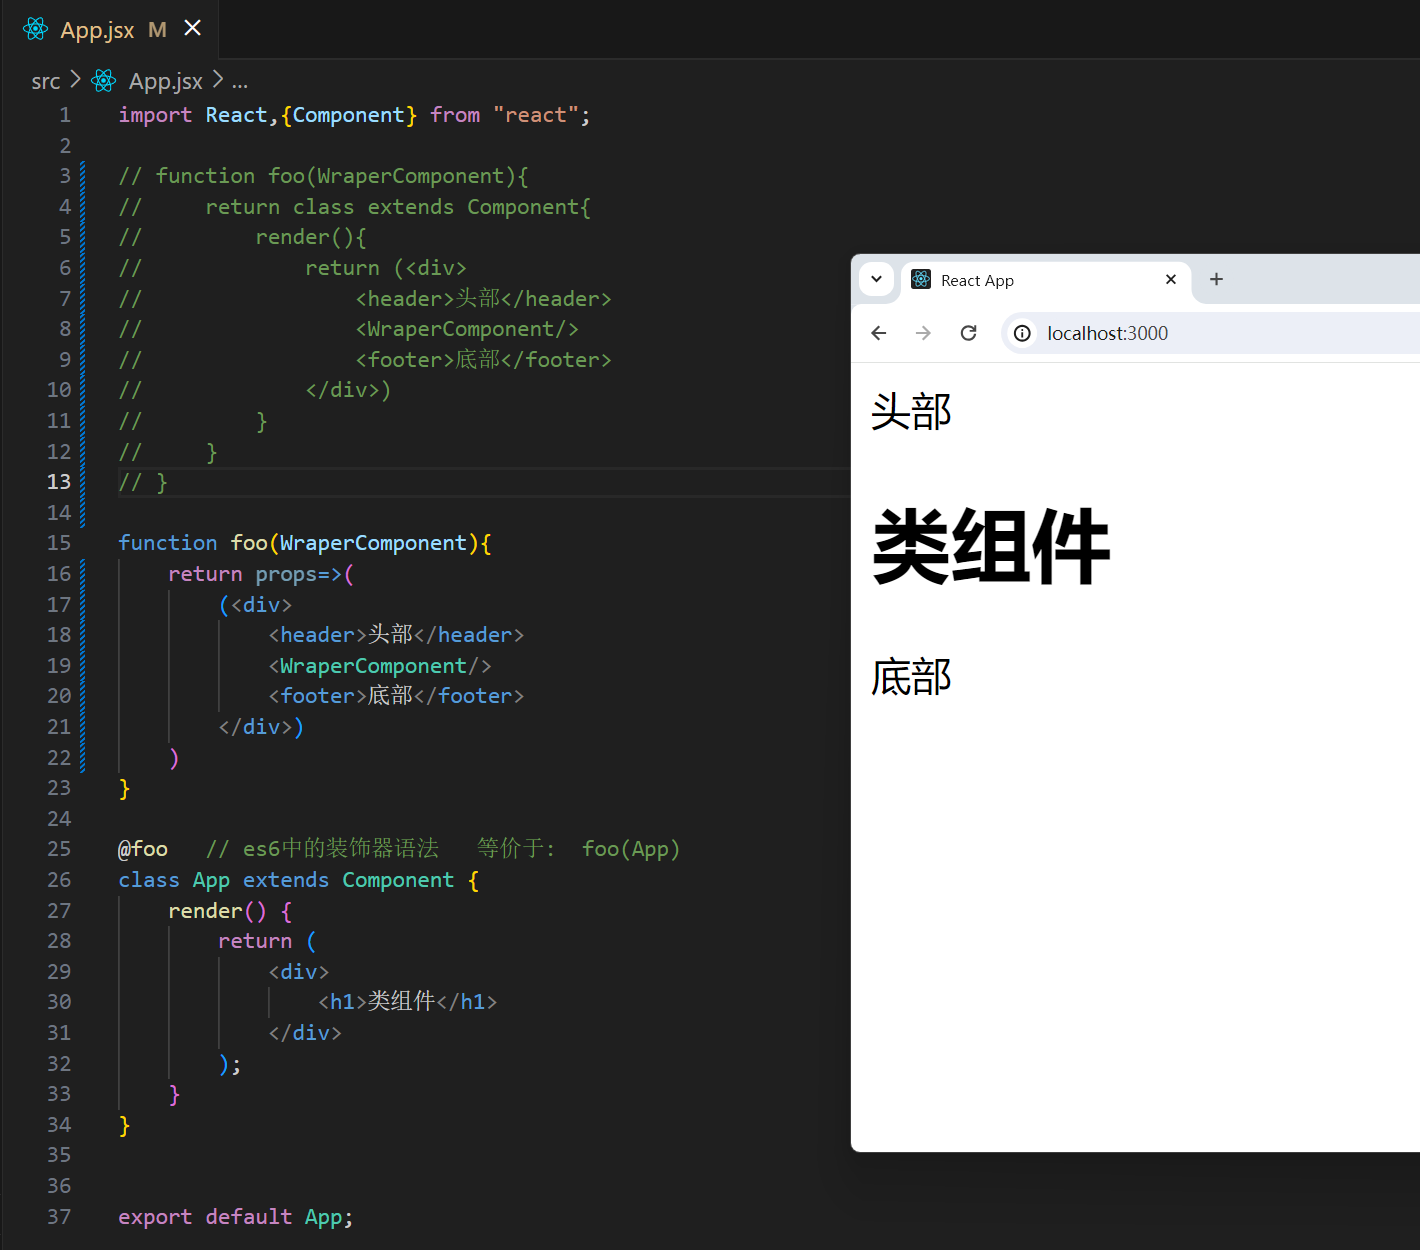 App.jsx M
src > App.jsx > ...
1 import React,{Component} from "react";
2
3 // function foo(WraperComponent){
4 //     return class extends Component{
5 //         render(){
6 //             return (<div>
7 //                 <header>头部</header>
8 //                 <WraperComponent/>
9 //                 <footer>底部</footer>
10 //             </div>)
11 //         }
12 //     }
13 // }
14
15 function foo(WraperComponent){
16     return props=>(
17         (<div>
18             <header>头部</header>
19             <WraperComponent/>
20             <footer>底部</footer>
21         </div>)
22     )
23 }
24
25 @foo   // es6中的装饰器语法   等价于:  foo(App)
26 class App extends Component {
27     render() {
28         return (
29             <div>
30                 <h1>类组件</h1>
31             </div>
32         );
33     }
34 }
35
36
37 export default App;
React App
localhost:3000
头部
类组件
底部